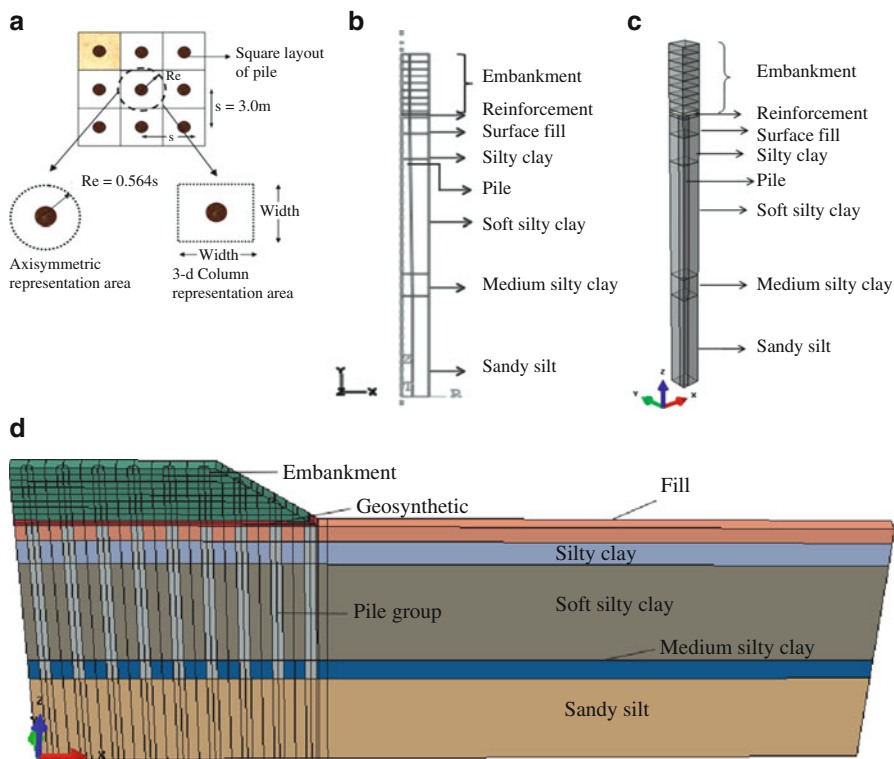 a
Square layout
of pile
Re
s = 3.0m
s
Re = 0.564s
Width
Width
Axisymmetric
representation area
3-d Column
representation area
b
Embankment
Reinforcement
Surface fill
Silty clay
Pile
Soft silty clay
Medium silty clay
Sandy silt
Y
X
R
c
Embankment
Reinforcement
Surface fill
Silty clay
Pile
Soft silty clay
Medium silty clay
Sandy silt
Z
Y
X
d
Embankment
Geosynthetic
Fill
Silty clay
Soft silty clay
Pile group
Medium silty clay
Sandy silt
Z
X